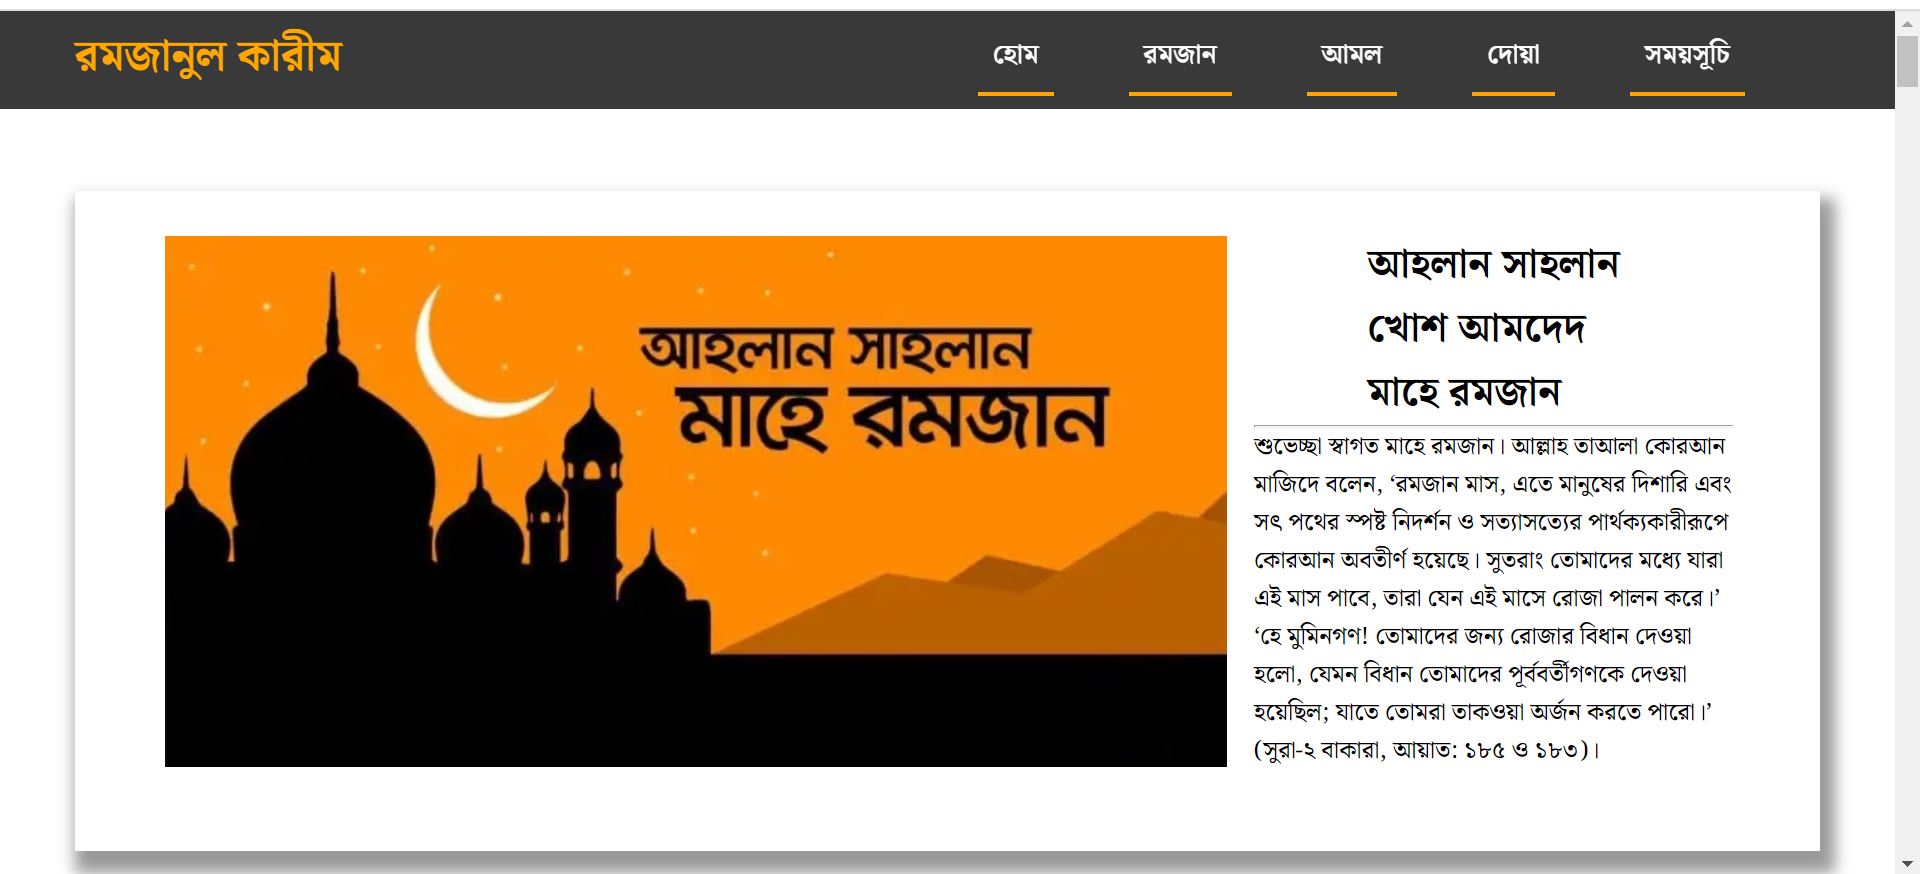 রমজানুল কারীম
হোম
রমজান
আমল
দোয়া
সময়সূচি
আহলান সাহলান
মাহে রমজান
আহলান সাহলান
খোশ আমদেদ
মাহে রমজান
শুভেচ্ছা স্বাগত মাহে রমজান। আল্লাহ তাআলা কোরআন
মাজিদে বলেন, ‘রমজান মাস, এতে মানুষের দিশারি এবং
সৎ পথের স্পষ্ট নিদর্শন ও সত্যাসত্যের পার্থক্যকারীরূপে
কোরআন অবতীর্ণ হয়েছে। সুতরাং তোমাদের মধ্যে যারা
এই মাস পাবে, তারা যেন এই মাসে রোজা পালন করে।’
‘হে মুমিনগণ! তোমাদের জন্য রোজার বিধান দেওয়া
হলো, যেমন বিধান তোমাদের পূর্ববর্তীগণকে দেওয়া
হয়েছিল; যাতে তোমরা তাকওয়া অর্জন করতে পারো।’
(সুরা-২ বাকারা, আয়াত: ১৮৫ ও ১৮৩)।